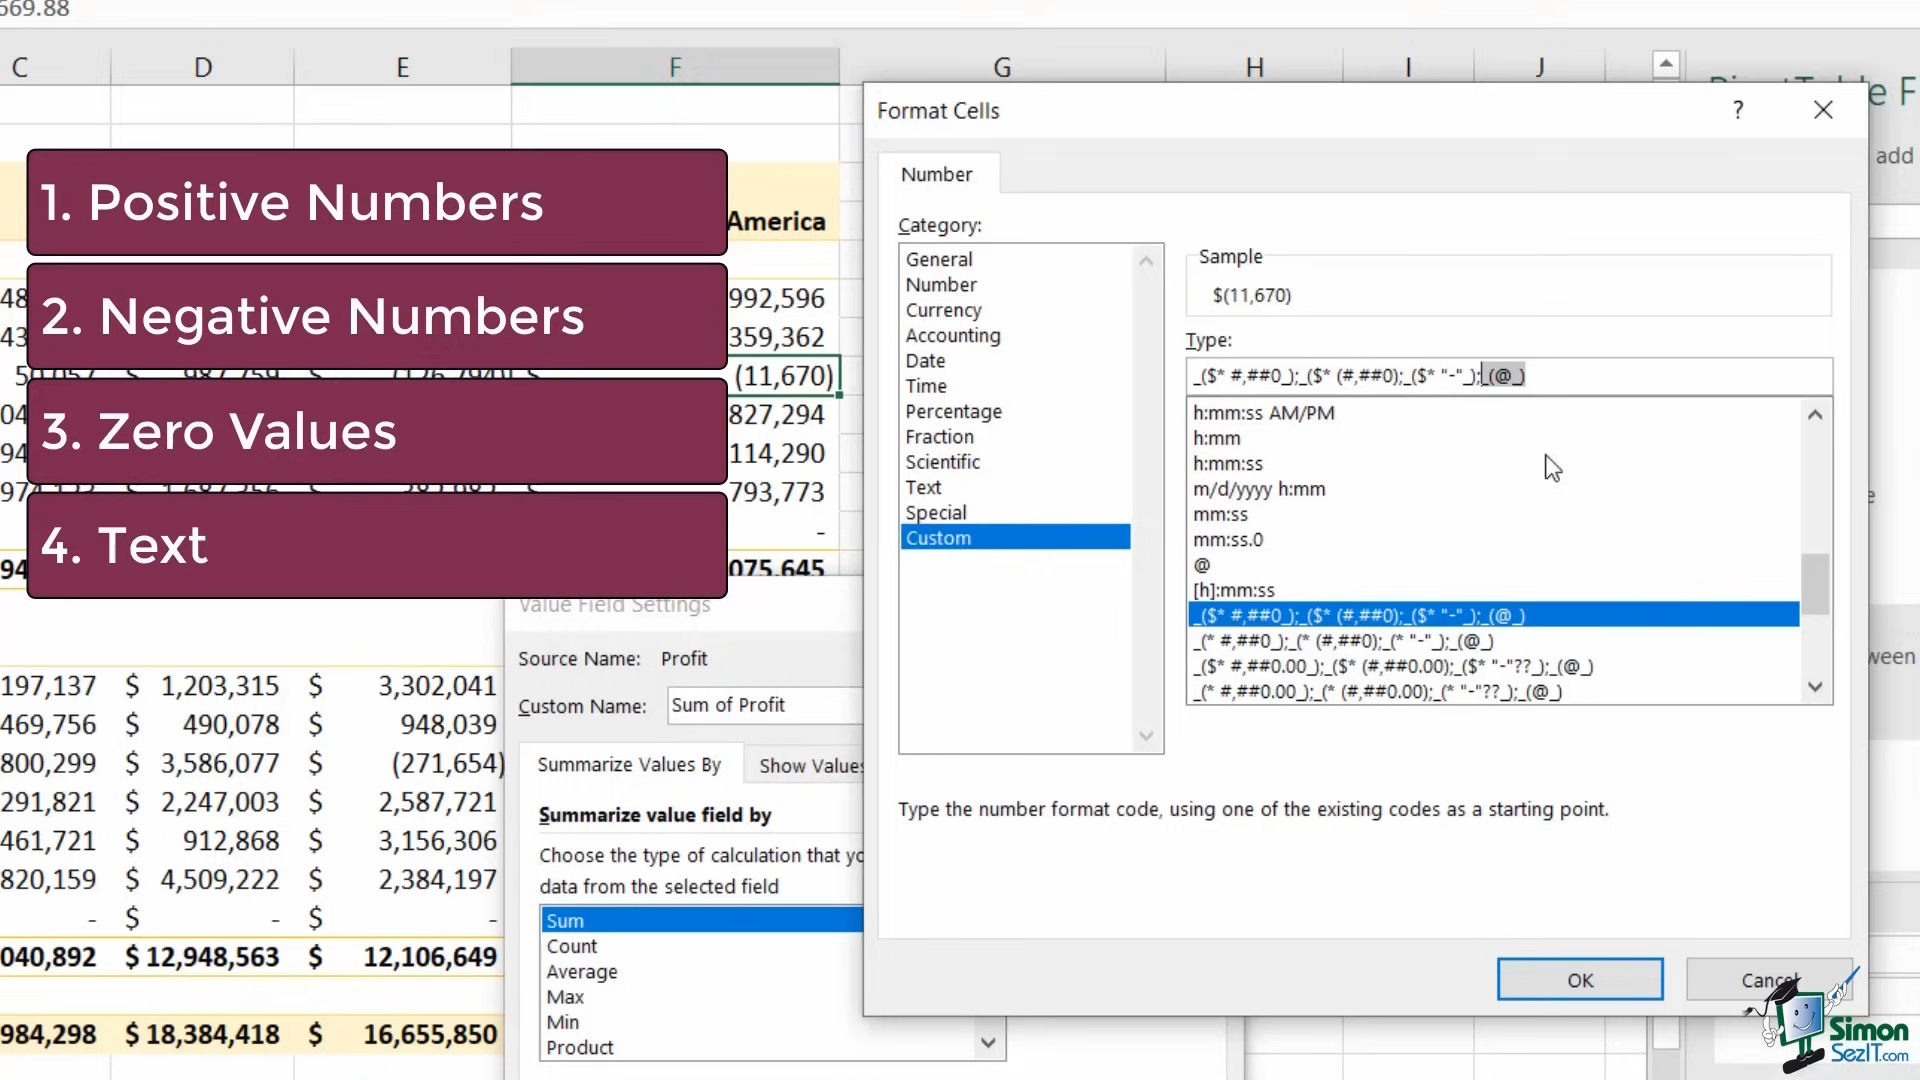 669.88
C D E F G H I J
1. Positive Numbers
America
48 992,596
2. Negative Numbers
43 359,362
(11,670)
04 827,294
3. Zero Values
94 114,290
793,773
4. Text
-
94 075,645
197,137 $ 1,203,315 $ 3,302,041
469,756 $ 490,078 $ 948,039
800,299 $ 3,586,077 $ (271,654)
291,821 $ 2,247,003 $ 2,587,721
461,721 $ 912,868 $ 3,156,306
820,159 $ 4,509,222 $ 2,384,197
- $ - $ -
040,892 $ 12,948,563 $ 12,106,649
984,298 $ 18,384,418 $ 16,655,850
Value Field Settings
Source Name: Profit
Custom Name: Sum of Profit
Summarize Values By Show Values
Summarize value field by
Choose the type of calculation that yo
data from the selected field
Sum
Count
Average
Max
Min
Product
Format Cells ? ✕
Number
Category:
General
Number
Currency
Accounting
Date
Time
Percentage
Fraction
Scientific
Text
Special
Custom
Sample
$(11,670)
Type:
_($* #,##0_);_($* (#,##0);_($* "-"_);_(@_)
h:mm:ss AM/PM
h:mm
h:mm:ss
m/d/yyyy h:mm
mm:ss
mm:ss.0
@
[h]:mm:ss
_($* #,##0_);_($* (#,##0);_($* "-"_);_(@_)
_(* #,##0_);_(* (#,##0);_(* "-"_);_(@_)
_($* #,##0.00_);_($* (#,##0.00);_($* "-"??_);_(@_)
_(* #,##0.00_);_(* (#,##0.00);_(* "-"??_);_(@_)
Type the number format code, using one of the existing codes as a starting point.
OK Cancel
e F
add
ween
Simon
SezIT.com